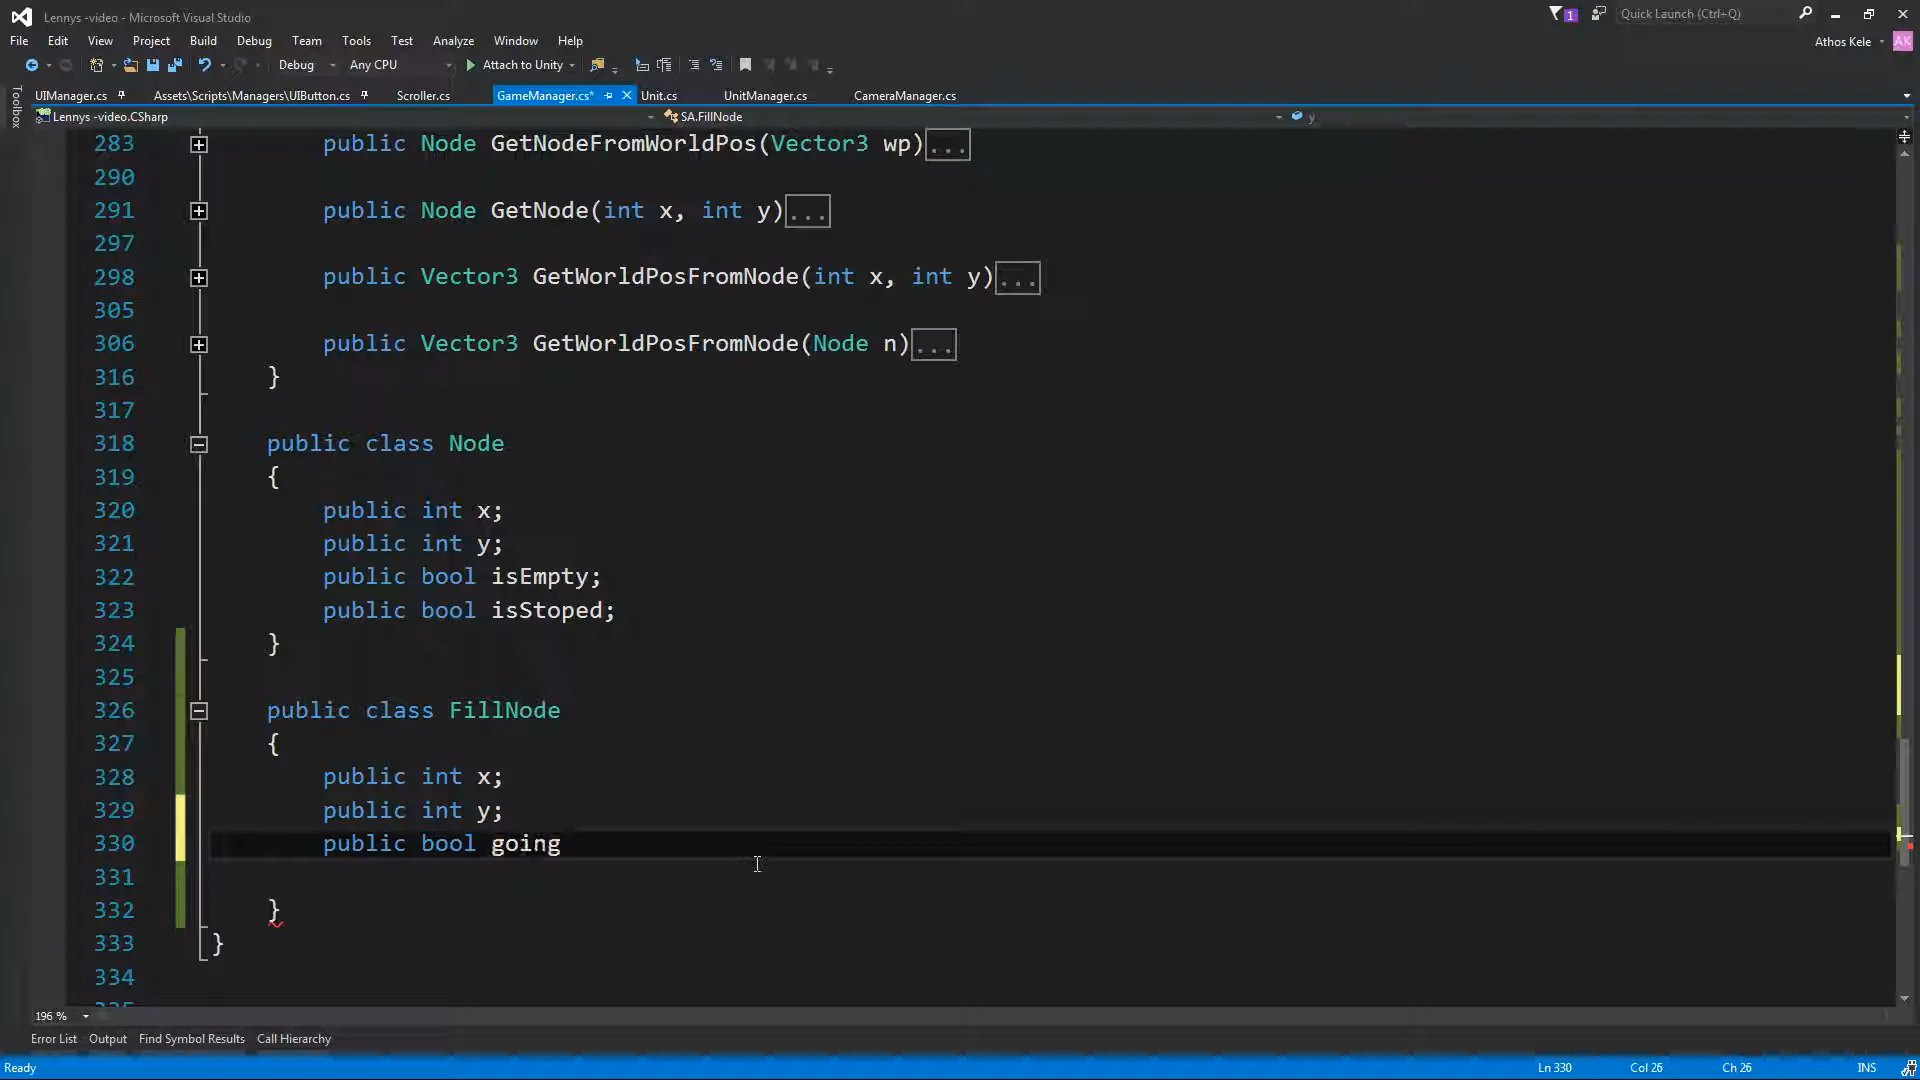 Lennys -video - Microsoft Visual Studio
1
Quick Launch (Ctrl+Q)
File Edit View Project Build Debug Team Tools Test Analyze Window Help
Athos Kele AK
Debug Any CPU Attach to Unity
Toolbox
UIManager.cs Assets\Scripts\Managers\UIButton.cs Scroller.cs GameManager.cs* Unit.cs UnitManager.cs CameraManager.cs
Lennys -video.CSharp SA.FillNode y
283 public Node GetNodeFromWorldPos(Vector3 wp)...
290
291 public Node GetNode(int x, int y)...
297
298 public Vector3 GetWorldPosFromNode(int x, int y)...
305
306 public Vector3 GetWorldPosFromNode(Node n)...
316 }
317
318 public class Node
319 {
320 public int x;
321 public int y;
322 public bool isEmpty;
323 public bool isStoped;
324 }
325
326 public class FillNode
327 {
328 public int x;
329 public int y;
330 public bool going
331
332 }
333 }
334
196 %
Error List Output Find Symbol Results Call Hierarchy
Ready Ln 330 Col 26 Ch 26 INS